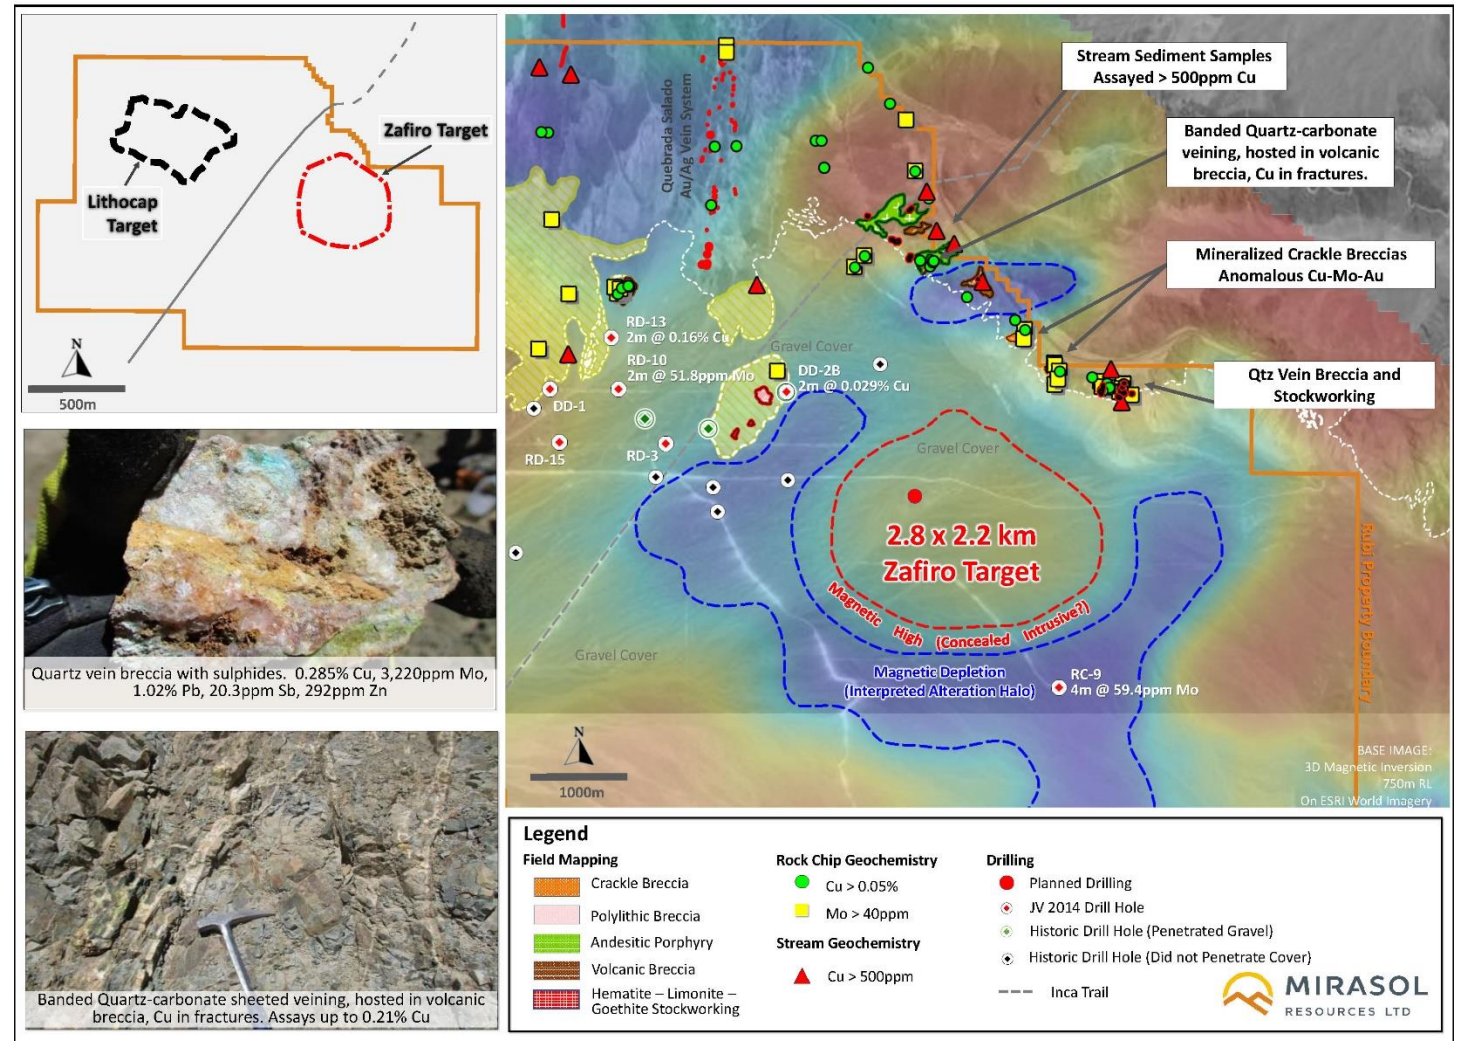 Zafiro Target
Lithocap
Target
N
500m
Quartz vein breccia with sulphides. 0.285% Cu, 3,220ppm Mo,
1.02% Pb, 20.3ppm Sb, 292ppm Zn
Banded Quartz-carbonate sheeted veining, hosted in volcanic
breccia, Cu in fractures. Assays up to 0.21% Cu
Quebrada Salado
Au/Ag Vein System
Stream Sediment Samples
Assayed > 500ppm Cu
Banded Quartz-carbonate
veining, hosted in volcanic
breccia, Cu in fractures.
Mineralized Crackle Breccias
Anomalous Cu-Mo-Au
Qtz Vein Breccia and
Stockworking
RD-13
2m @ 0.16% Cu
RD-10
2m @ 51.8ppm Mo
Gravel Cover
DD-2B
2m @ 0.029% Cu
DD-1
RD-15
RD-3
Gravel Cover
2.8 x 2.2 km
Zafiro Target
Magnetic High (Concealed Intrusive?)
Magnetic Depletion
(Interpreted Alteration Halo)
Gravel Cover
RC-9
4m @ 59.4ppm Mo
Rubi Property Boundary
N
1000m
BASE IMAGE:
3D Magnetic Inversion
750m RL
On ESRI World Imagery
Legend
Field Mapping
Crackle Breccia
Polylithic Breccia
Andesitic Porphyry
Volcanic Breccia
Hematite – Limonite –
Goethite Stockworking
Rock Chip Geochemistry
Cu > 0.05%
Mo > 40ppm
Stream Geochemistry
Cu > 500ppm
Drilling
Planned Drilling
JV 2014 Drill Hole
Historic Drill Hole (Penetrated Gravel)
Historic Drill Hole (Did not Penetrate Cover)
Inca Trail
MIRASOL
RESOURCES LTD